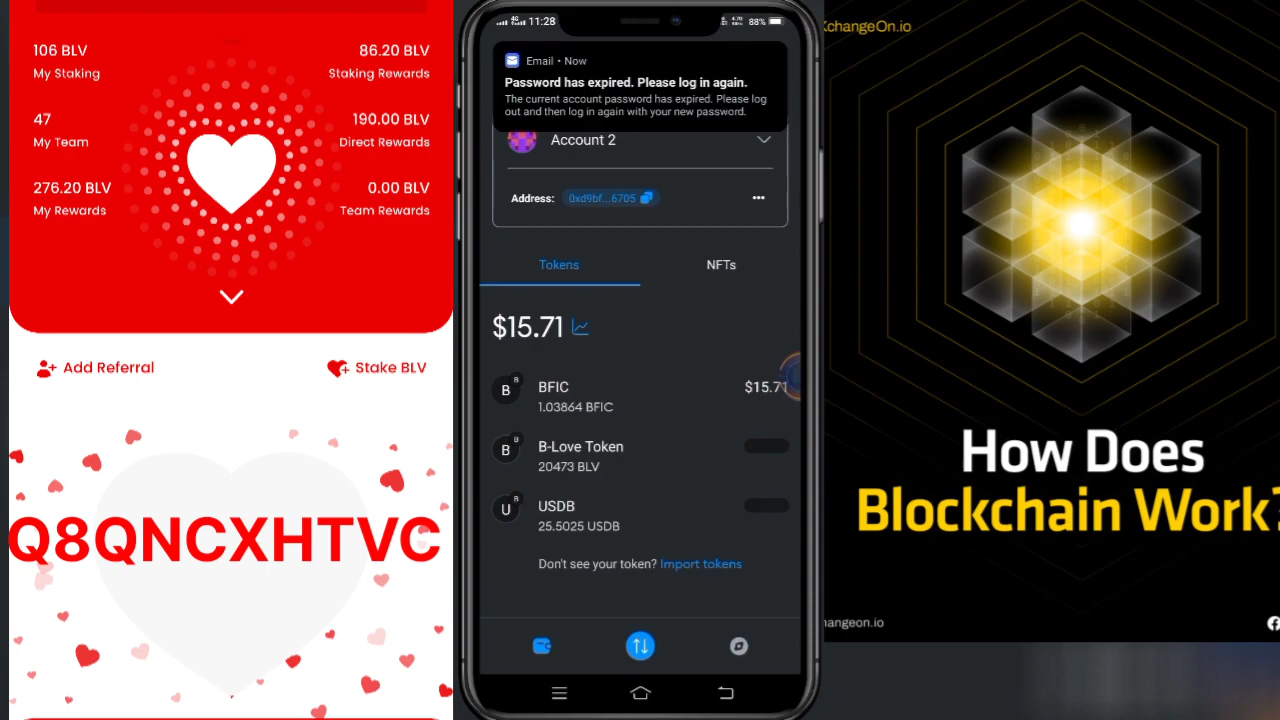 106 BLV
My Staking
86.20 BLV
Staking Rewards
47
My Team
190.00 BLV
Direct Rewards
276.20 BLV
My Rewards
0.00 BLV
Team Rewards
Add Referral
Stake BLV
Q8QNCXHTVC
11:28
88%
Email • Now
Password has expired. Please log in again.
The current account password has expired. Please log
out and then log in again with your new password.
Account 2
Address: 0xd9bf...6705
Tokens
NFTs
$15.71
B
B
BFIC
$15.71
1.03864 BFIC
B
B-Love Token
20473 BLV
U
B
USDB
25.5025 USDB
Don't see your token? Import tokens
changeOn.io
How Does
Blockchain Work?
angeon.io